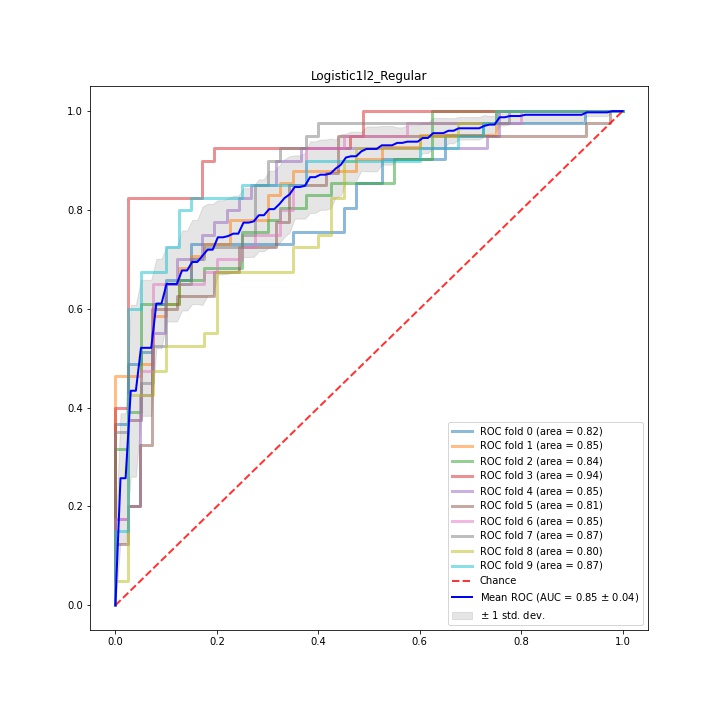 Logistic1l2_Regular
1.0
0.8
0.6
0.4
0.2
0.0
0.0 0.2 0.4 0.6 0.8 1.0
ROC fold 0 (area = 0.82)
ROC fold 1 (area = 0.85)
ROC fold 2 (area = 0.84)
ROC fold 3 (area = 0.94)
ROC fold 4 (area = 0.85)
ROC fold 5 (area = 0.81)
ROC fold 6 (area = 0.85)
ROC fold 7 (area = 0.87)
ROC fold 8 (area = 0.80)
ROC fold 9 (area = 0.87)
Chance
Mean ROC (AUC = 0.85 ± 0.04)
± 1 std. dev.